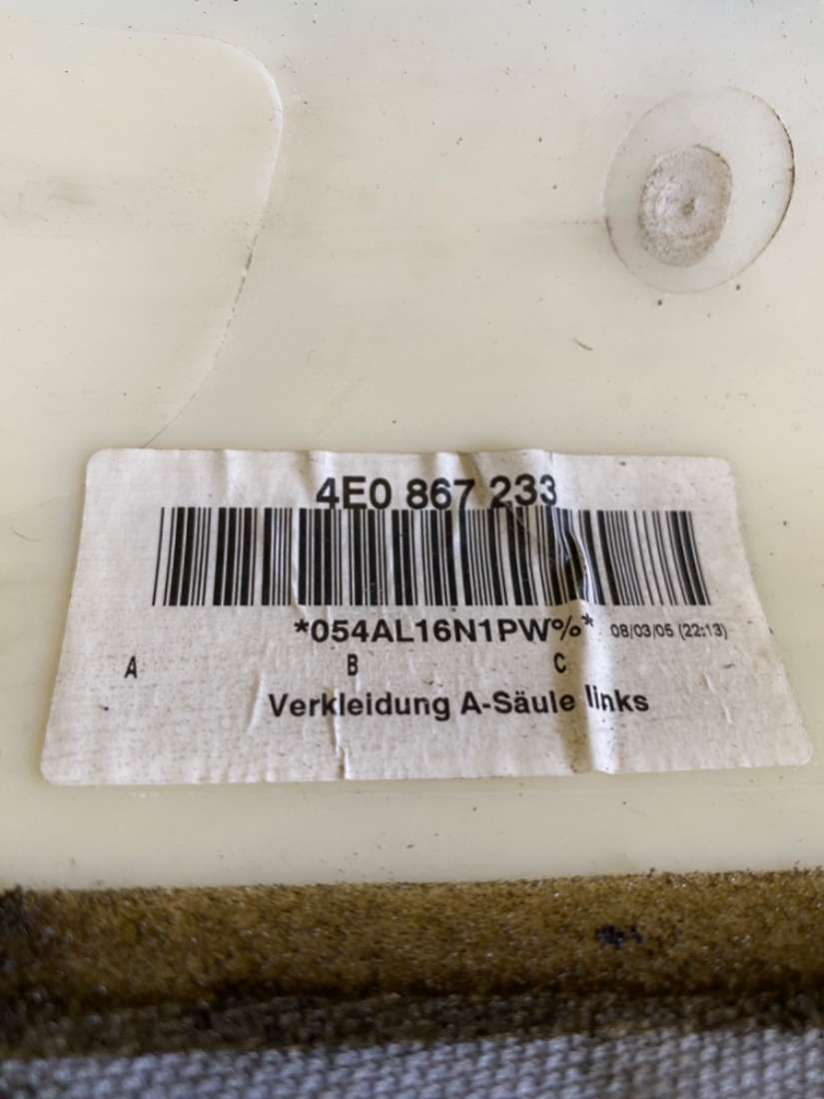 4E0 867 233
*054AL16N1PW%* 08/03/05 (22:13)
A B C
Verkleidung A-Säule links